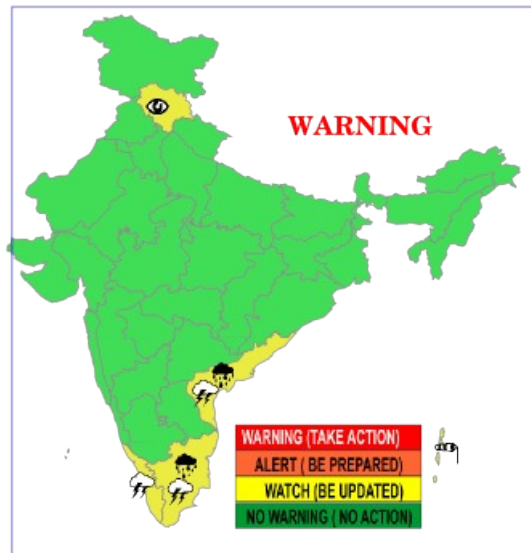 WARNING
WARNING (TAKE ACTION)
ALERT ( BE PREPARED)
WATCH (BE UPDATED)
NO WARNING ( NO ACTION)